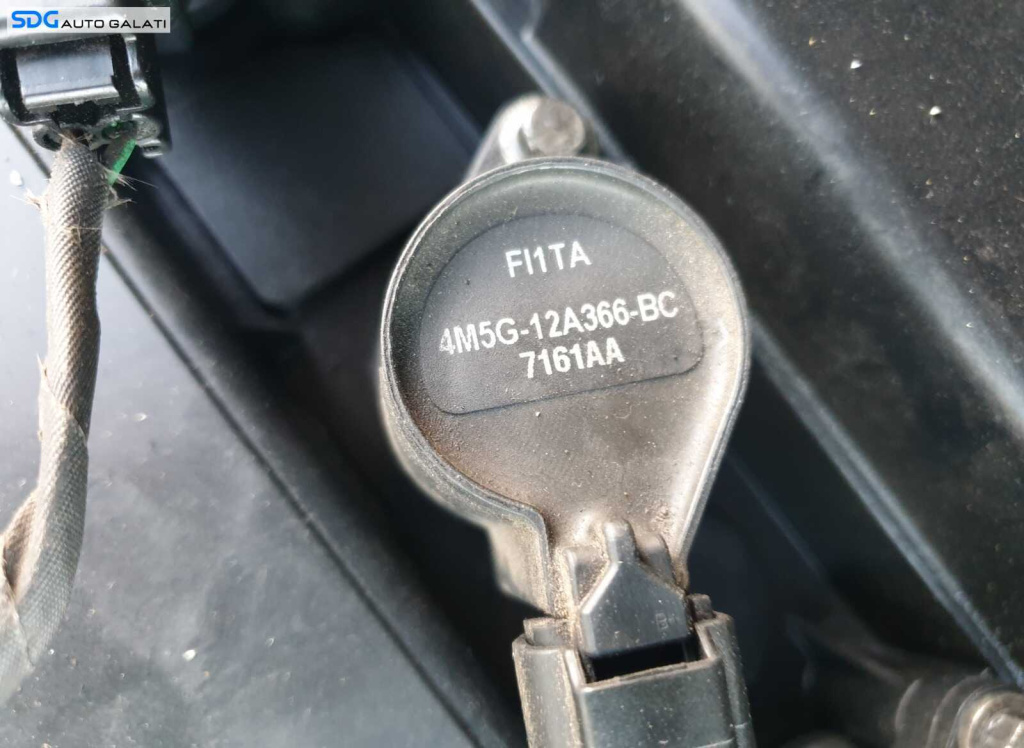 SDG AUTO GALATI
FI1TA
4M5G-12A366-BC
7161AA
B